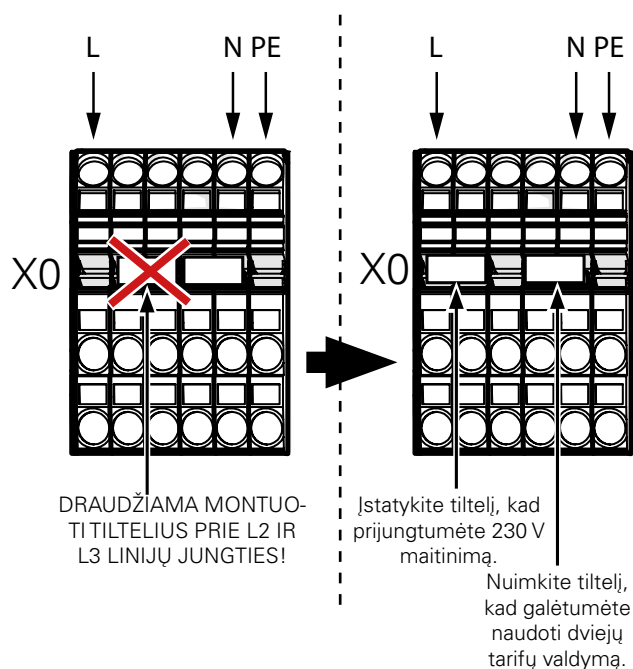 L N PE
L N PE
X0
X0
DRAUDŽIAMA MONTUO-
TI TILTELIUS PRIE L2 IR
L3 LINIJŲ JUNGTIES!
Įstatykite tiltelį, kad
prijungtumėte 230 V
maitinimą.
Nuimkite tiltelį,
kad galėtumėte
naudoti dviejų
tarifų valdymą.